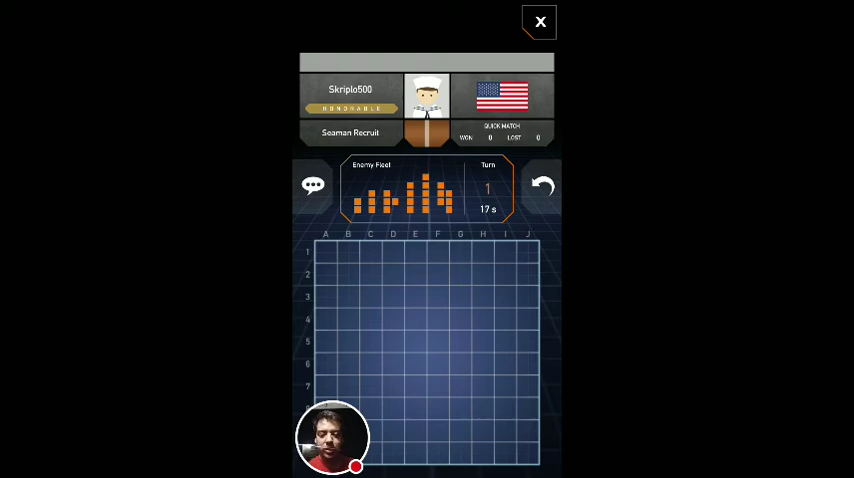 X
Skriplo500
HONORABLE
Seaman Recruit
QUICK MATCH
WON 0 LOST 0
Enemy Fleet
Turn
1
17 s
A B C D E F G H I J
1
2
3
4
5
6
7